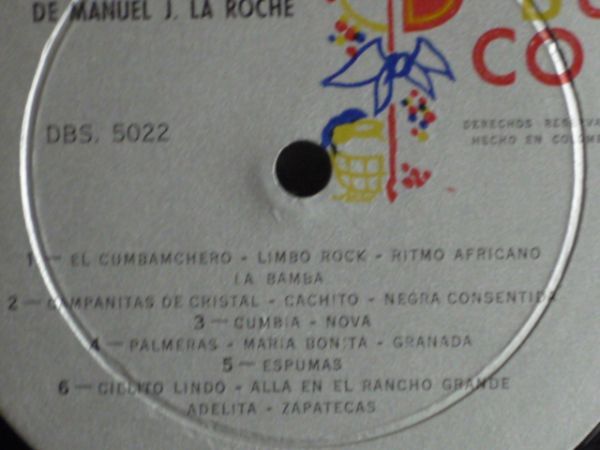 DE MANUEL J. LA ROCHE
CO
DBS. 5022
DERECHOS
HECHO EN
1 — EL CUMBAMCHERO - LIMBO ROCK - RITMO AFRICANO
LA BAMBA
2 — CAMPANITAS DE CRISTAL - CACHITO - NEGRA CONSENTIDA
3 — CUMBIA - NOVA
4 — PALMERAS - MARIA BONITA - GRANADA
5 — ESPUMAS
6 — CIELITO LINDO - ALLA EN EL RANCHO GRANDE
ADELITA - ZAPATECAS